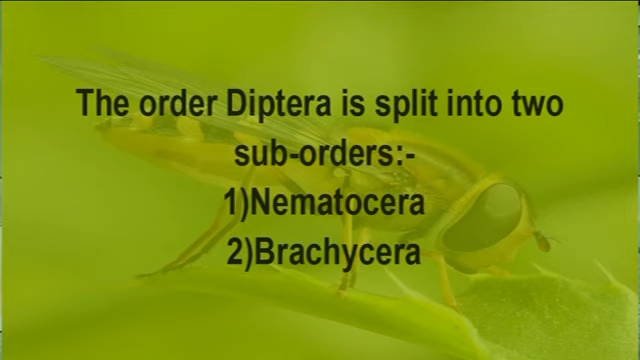 The order Diptera is split into two
sub-orders:-
1)Nematocera
2)Brachycera